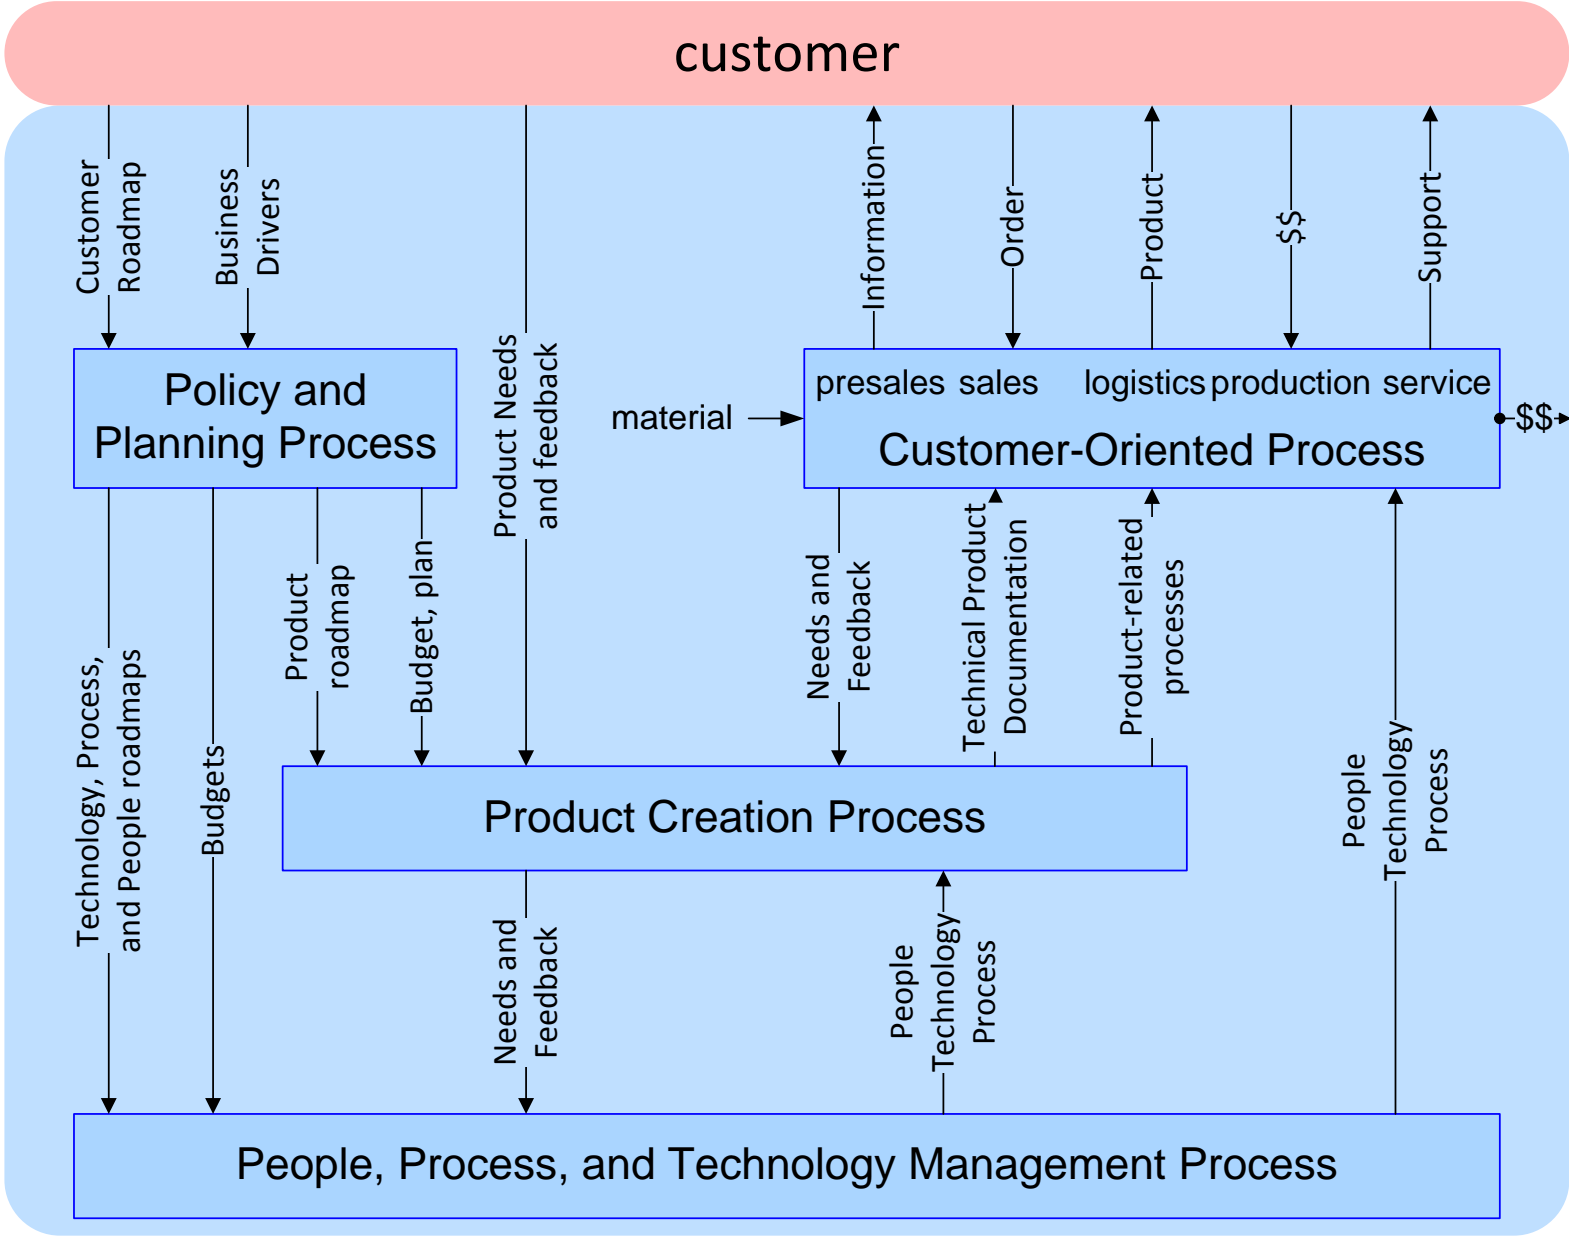 customer
Customer
Roadmap
Business
Drivers
Product Needs
and feedback
Information
Order
Product
$$
Support
Policy and
Planning Process
material
presales sales logistics production service
Customer-Oriented Process
$$
Technology, Process,
and People roadmaps
Budgets
Product
roadmap
Budget, plan
Needs and
Feedback
Technical Product
Documentation
Product-related
processes
People
Technology
Process
Product Creation Process
Needs and
Feedback
People
Technology
Process
People, Process, and Technology Management Process